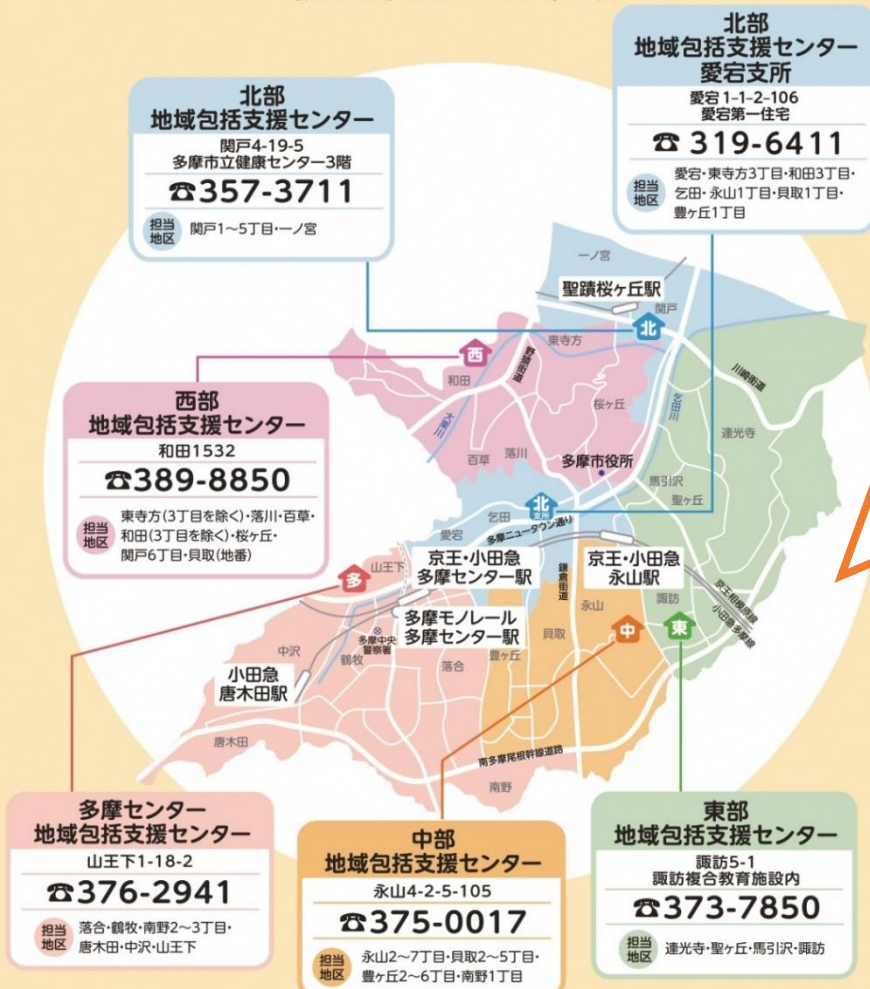 北部
地域包括支援センター
愛宕支所
愛宕1-1-2-106
愛宕第一住宅
☎ 319-6411
担当
地区
愛宕・東寺方3丁目・和田3丁目・
乞田・永山1丁目・貝取1丁目・
豊ヶ丘1丁目
北部
地域包括支援センター
関戸4-19-5
多摩市立健康センター3階
☎357-3711
担当
地区
関戸1～5丁目・一ノ宮
一ノ宮
聖蹟桜ヶ丘駅
関戸
北
東寺方
西
野猿街道
和田
川崎街道
桜ヶ丘
乞田川
大栗川
連光寺
百草
落川
多摩市役所
馬引沢
聖ヶ丘
西部
地域包括支援センター
和田1532
☎389-8850
担当
地区
東寺方(3丁目を除く)・落川・百草・
和田(3丁目を除く)・桜ヶ丘・
関戸6丁目・貝取(地番)
北
支所
乞田
愛宕
多摩ニュータウン通り
山王下
多
京王・小田急
多摩センター駅
京王・小田急
永山駅
鎌倉街道
京王相模原線
小田急多摩線
永山
諏訪
多摩モノレール
多摩センター駅
貝取
中
東
中沢
多摩中央
警察署
鶴牧
落合
豊ヶ丘
小田急
唐木田駅
唐木田
南多摩尾根幹線道路
南野
多摩センター
地域包括支援センター
山王下1-18-2
☎376-2941
担当
地区
落合・鶴牧・南野2～3丁目・
唐木田・中沢・山王下
中部
地域包括支援センター
永山4-2-5-105
☎375-0017
担当
地区
永山2～7丁目・貝取2～5丁目・
豊ヶ丘2～6丁目・南野1丁目
東部
地域包括支援センター
諏訪5-1
諏訪複合教育施設内
☎373-7850
担当
地区
連光寺・聖ヶ丘・馬引沢・諏訪